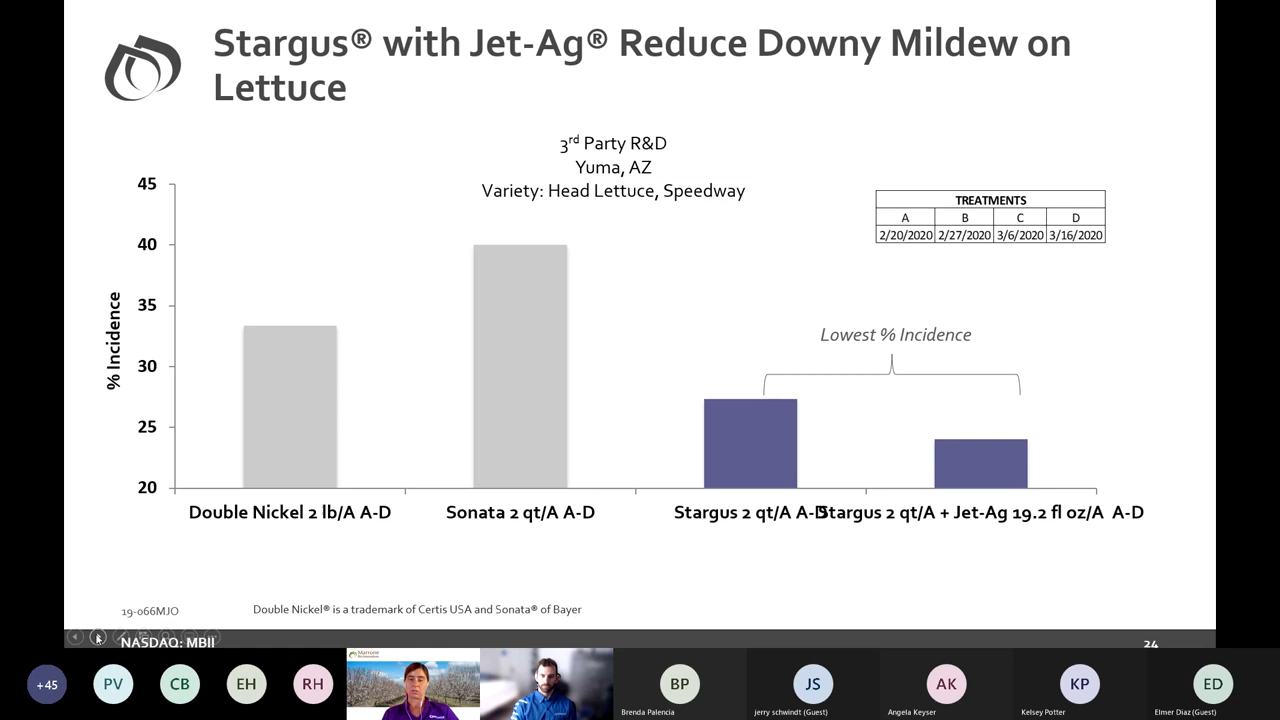 Stargus® with Jet-Ag® Reduce Downy Mildew on
Lettuce
3rd Party R&D
Yuma, AZ
Variety: Head Lettuce, Speedway
TREATMENTS
A B C D
2/20/2020 2/27/2020 3/6/2020 3/16/2020
45
40
35
30
25
20
% Incidence
Lowest % Incidence
Double Nickel 2 lb/A A-D
Sonata 2 qt/A A-D
Stargus 2 qt/A A-D
Stargus 2 qt/A + Jet-Ag 19.2 fl oz/A A-D
19-066MJO
Double Nickel® is a trademark of Certis USA and Sonata® of Bayer
NASDAQ: MBII
24
+45
PV
CB
EH
RH
Marrone
BP
Brenda Palencia
JS
jerry schwindt (Guest)
AK
Angela Keyser
KP
Kelsey Potter
ED
Elmer Diaz (Guest)